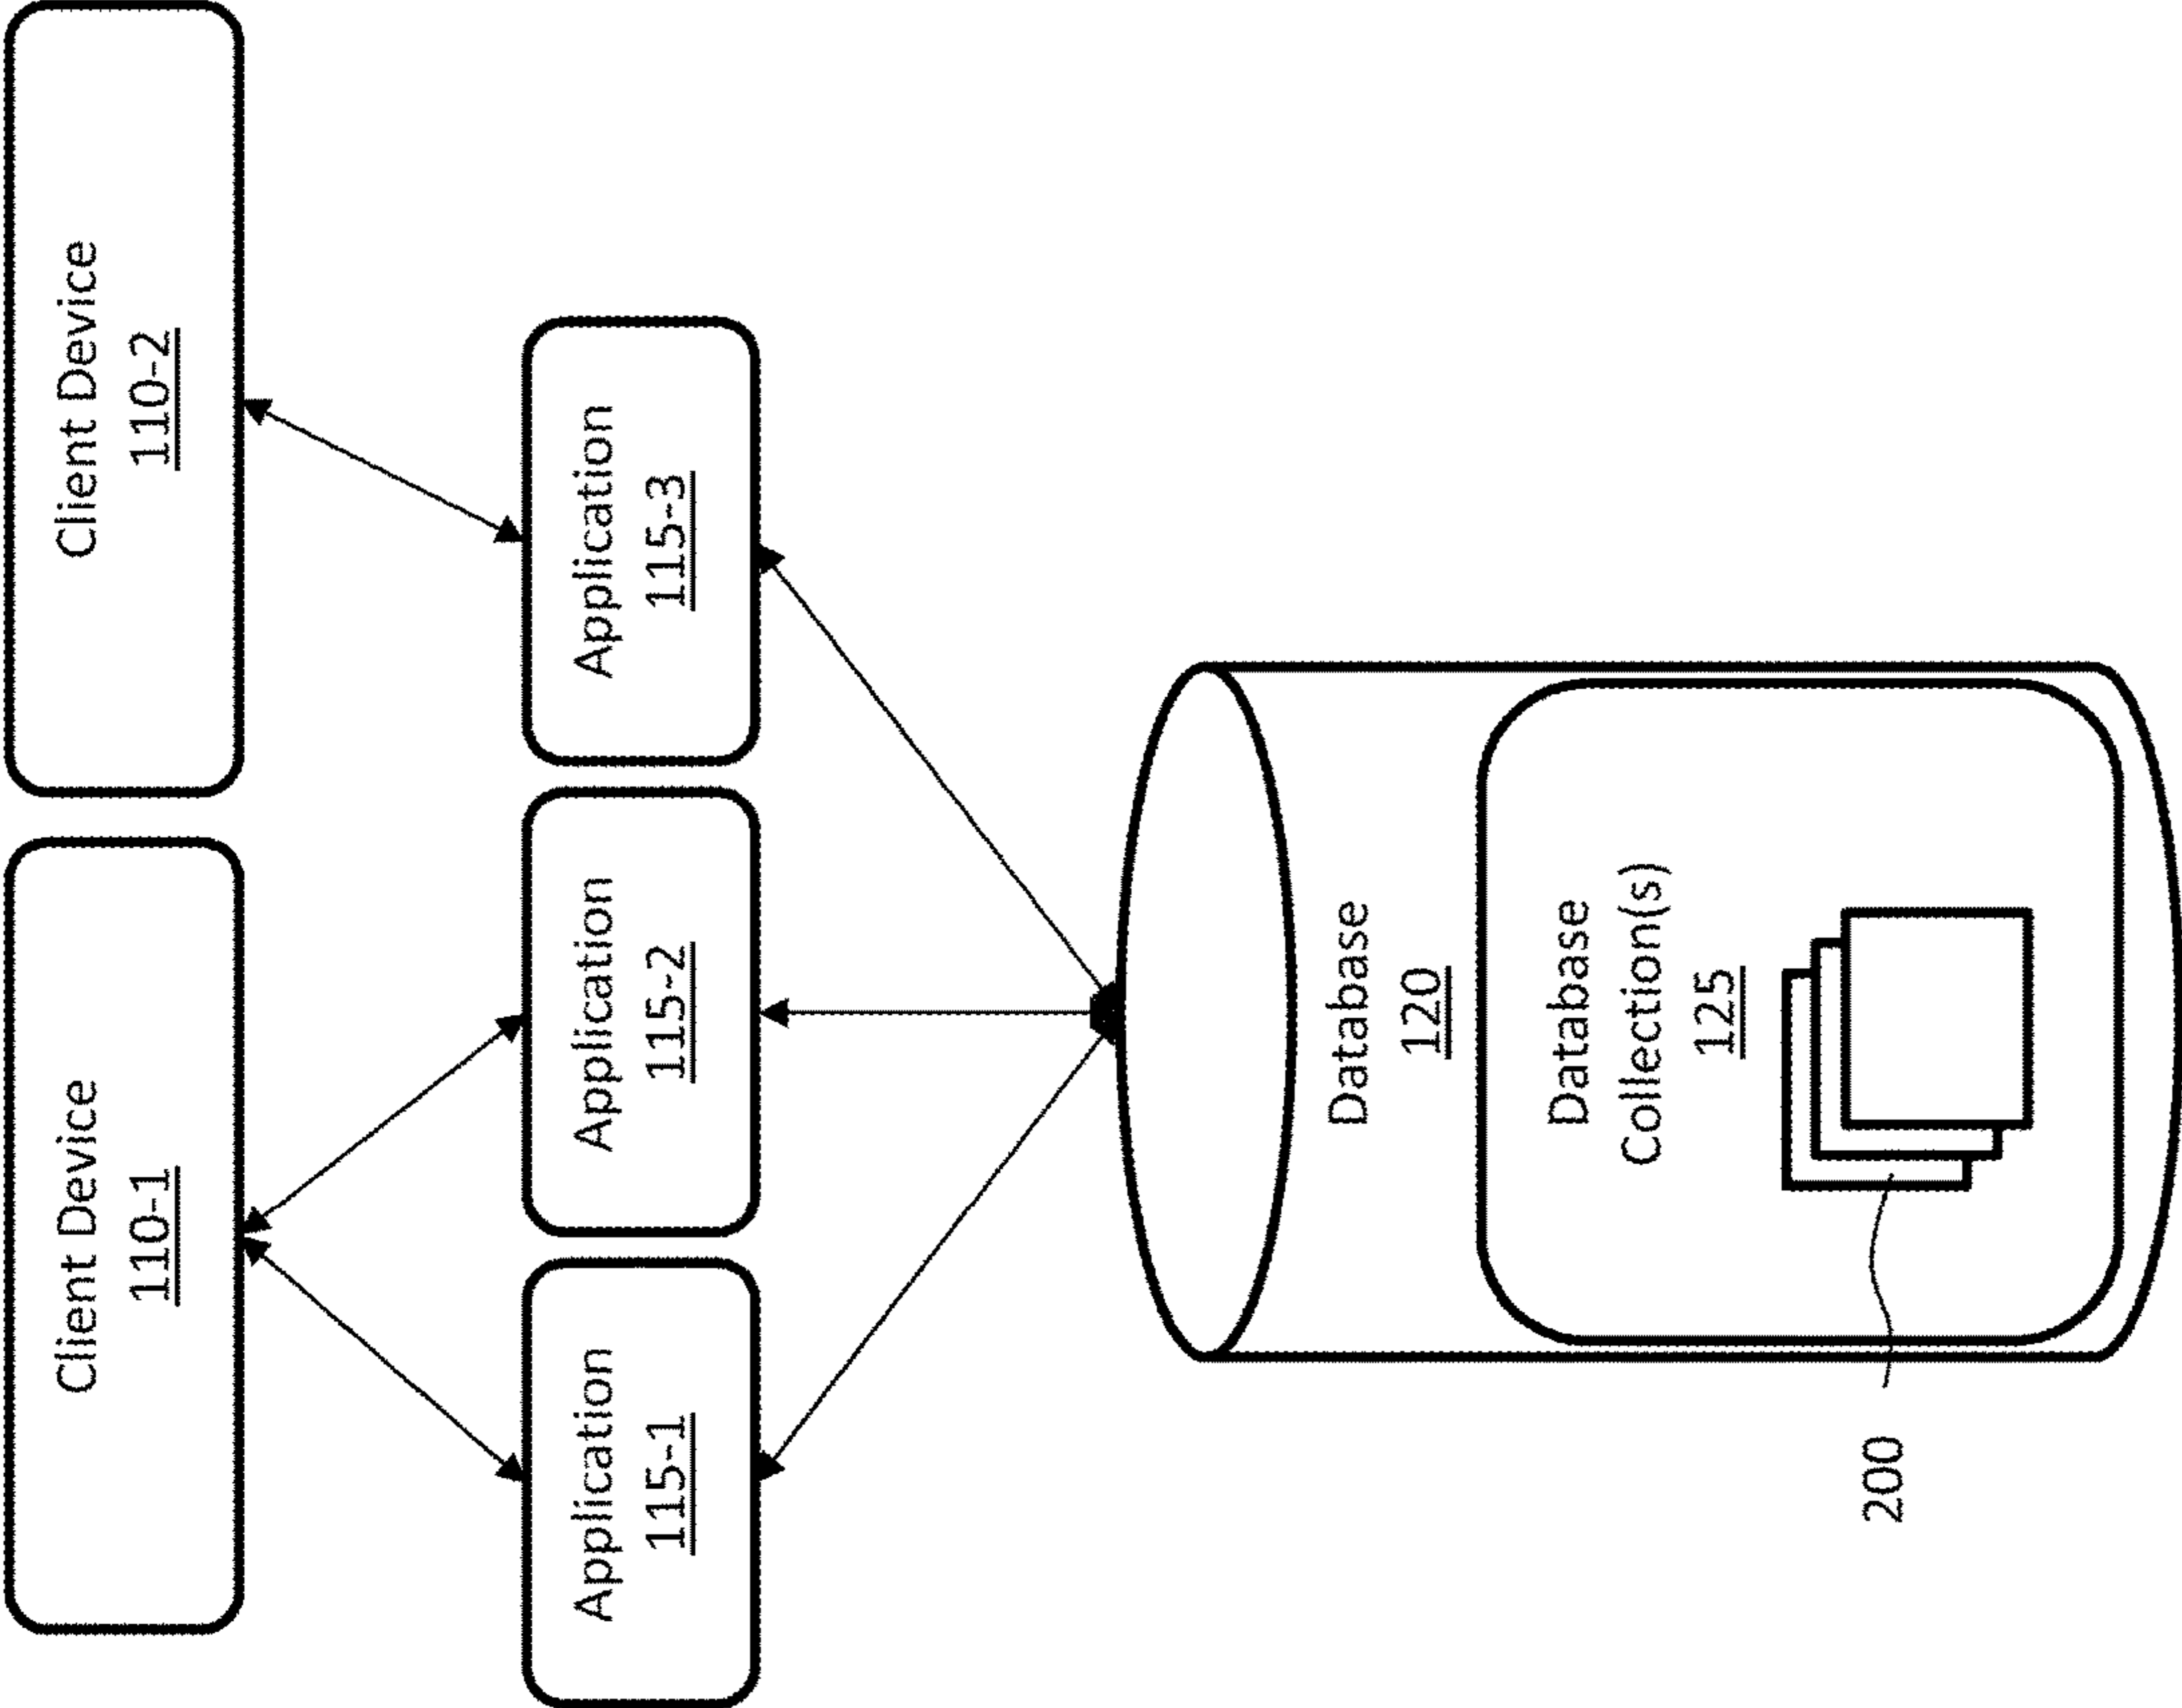 Client Device
110-1
Client Device
110-2
Application
115-1
Application
115-2
Application
115-3
Database
120
Database
Collection(s)
125
200